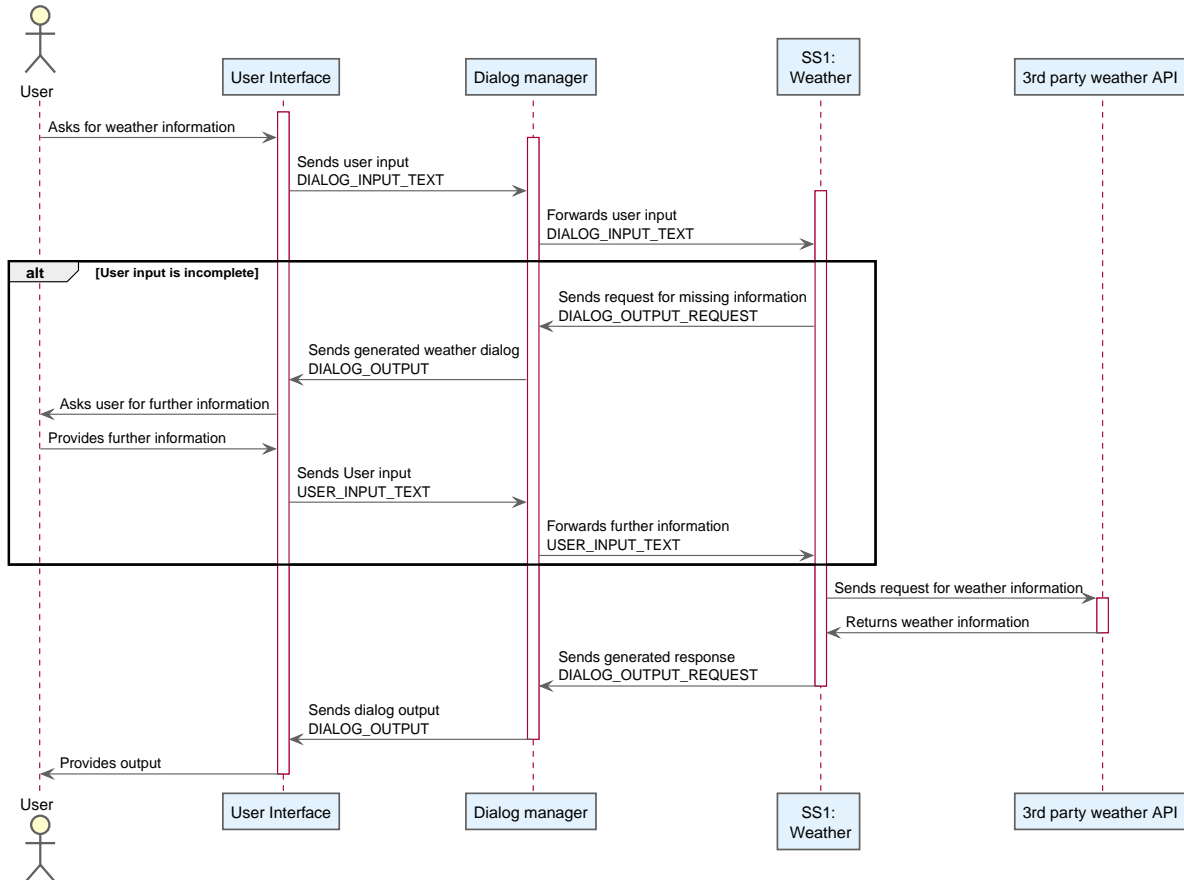 User
User Interface
Dialog manager
SS1:
Weather
3rd party weather API
Asks for weather information
Sends user input
DIALOG_INPUT_TEXT
Forwards user input
DIALOG_INPUT_TEXT
alt [User input is incomplete]
Sends request for missing information
DIALOG_OUTPUT_REQUEST
Sends generated weather dialog
DIALOG_OUTPUT
Asks user for further information
Provides further information
Sends User input
USER_INPUT_TEXT
Forwards further information
USER_INPUT_TEXT
Sends request for weather information
Returns weather information
Sends generated response
DIALOG_OUTPUT_REQUEST
Sends dialog output
DIALOG_OUTPUT
Provides output
User
User Interface
Dialog manager
SS1:
Weather
3rd party weather API